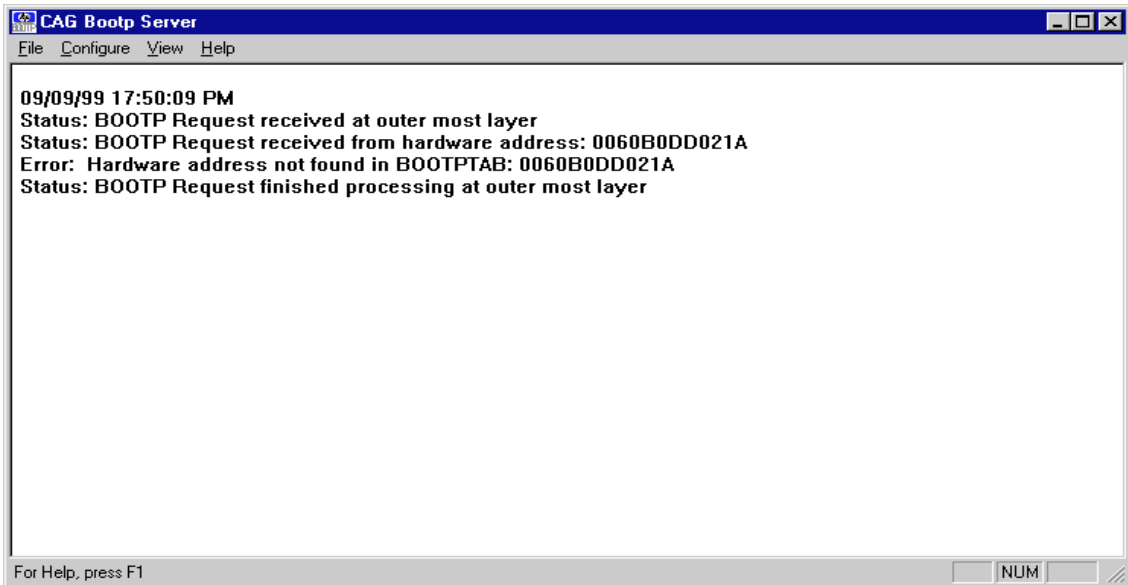 CAG Bootp Server
File Configure View Help
09/09/99 17:50:09 PM
Status: BOOTP Request received at outer most layer
Status: BOOTP Request received from hardware address: 0060B0DD021A
Error:  Hardware address not found in BOOTPTAB: 0060B0DD021A
Status: BOOTP Request finished processing at outer most layer
For Help, press F1
NUM